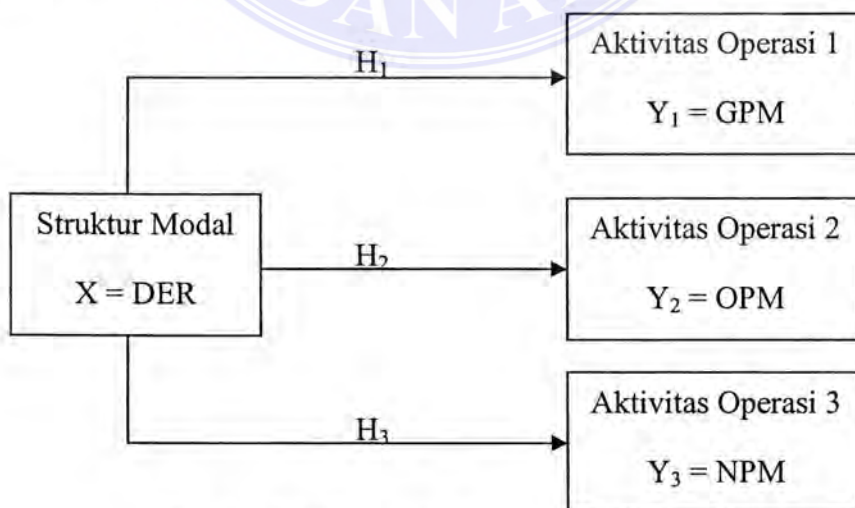 DAN A
H₁
Aktivitas Operasi 1
Y₁ = GPM
Struktur Modal
X = DER
H₂
Aktivitas Operasi 2
Y₂ = OPM
H₃
Aktivitas Operasi 3
Y₃ = NPM